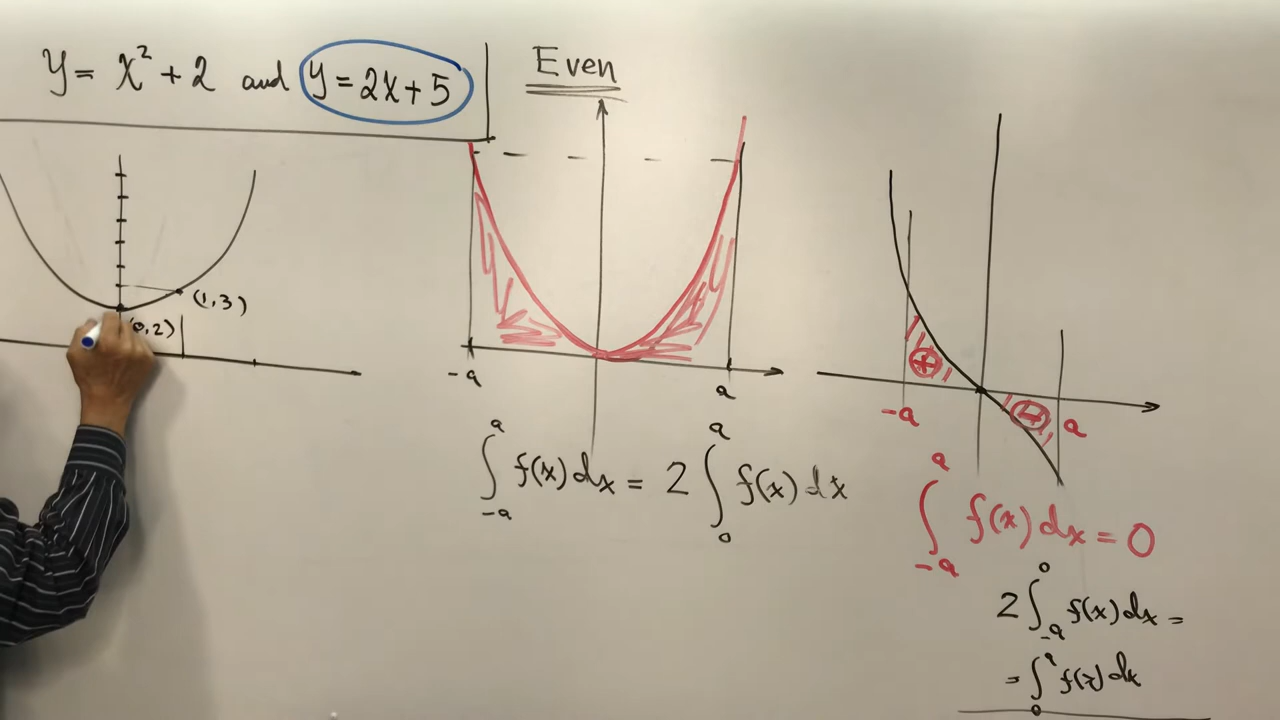 y = x² + 2 and y = 2x + 5
(1,3)
(0,2)
Even
-a a
∫_{-a}^{a} f(x) dx = 2 ∫_{0}^{a} f(x) dx
+ -
-a a
∫_{-a}^{a} f(x) dx = 0
2 ∫_{-a}^{0} f(x) dx =
= ∫_{0}^{a} f(x) dx